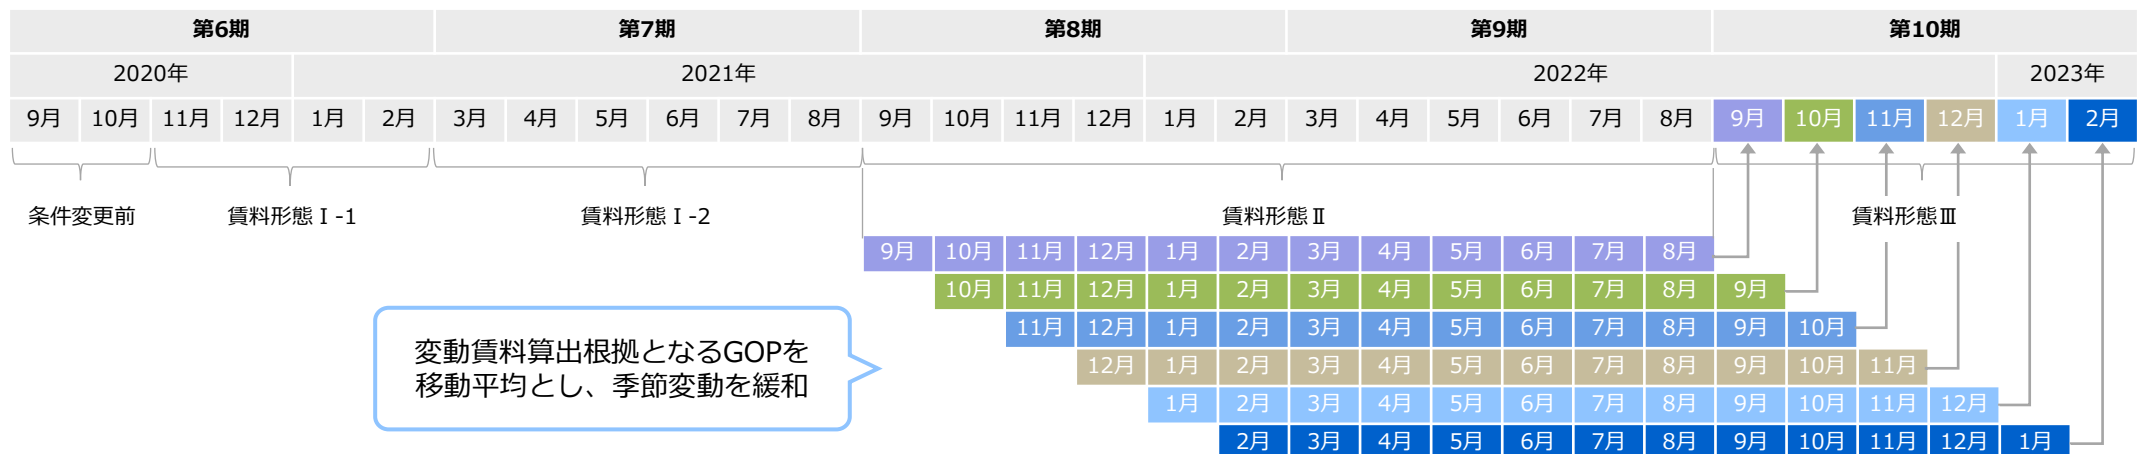 第6期 第7期 第8期 第9期 第10期
2020年 2021年 2022年 2023年
9月 10月 11月 12月 1月 2月 3月 4月 5月 6月 7月 8月 9月 10月 11月 12月 1月 2月 3月 4月 5月 6月 7月 8月 9月 10月 11月 12月 1月 2月
条件変更前 賃料形態Ⅰ-1 賃料形態Ⅰ-2 賃料形態Ⅱ 賃料形態Ⅲ
9月 10月 11月 12月 1月 2月 3月 4月 5月 6月 7月 8月
10月 11月 12月 1月 2月 3月 4月 5月 6月 7月 8月 9月
11月 12月 1月 2月 3月 4月 5月 6月 7月 8月 9月 10月
12月 1月 2月 3月 4月 5月 6月 7月 8月 9月 10月 11月
1月 2月 3月 4月 5月 6月 7月 8月 9月 10月 11月 12月
2月 3月 4月 5月 6月 7月 8月 9月 10月 11月 12月 1月
変動賃料算出根拠となるGOPを
移動平均とし、季節変動を緩和